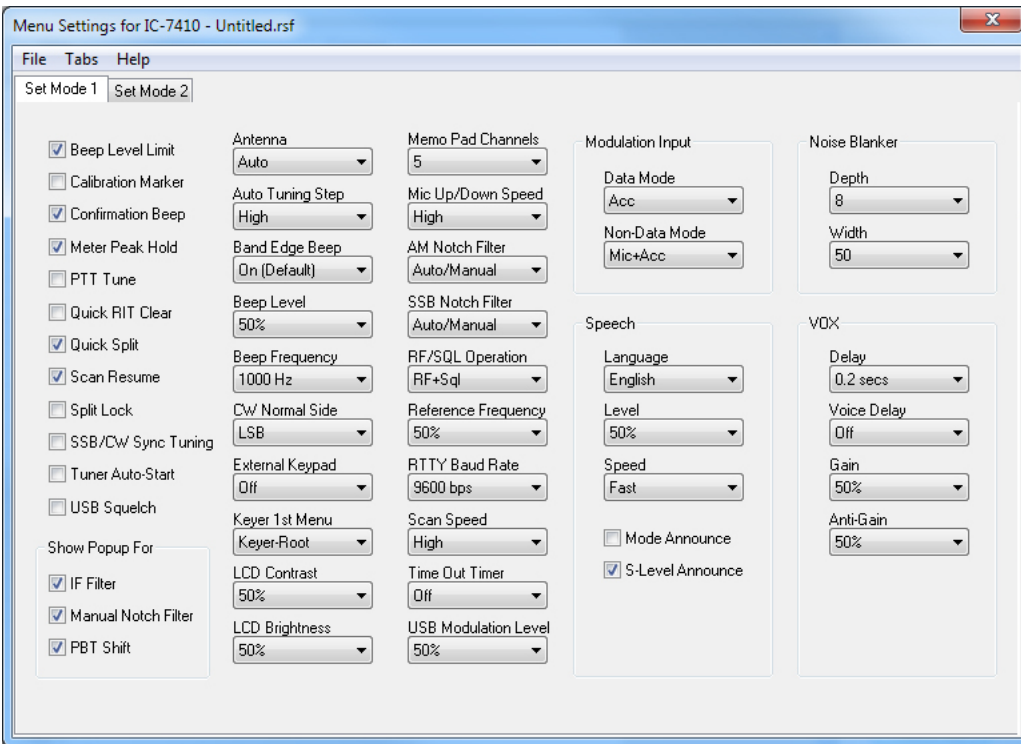 Menu Settings for IC-7410 - Untitled.rsf
File Tabs Help
Set Mode 1 Set Mode 2
Beep Level Limit
Calibration Marker
Confirmation Beep
Meter Peak Hold
PTT Tune
Quick RIT Clear
Quick Split
Scan Resume
Split Lock
SSB/CW Sync Tuning
Tuner Auto-Start
USB Squelch
Show Popup For
IF Filter
Manual Notch Filter
PBT Shift
Antenna
Auto
Auto Tuning Step
High
Band Edge Beep
On (Default)
Beep Level
50%
Beep Frequency
1000 Hz
CW Normal Side
LSB
External Keypad
Off
Keyer 1st Menu
Keyer-Root
LCD Contrast
50%
LCD Brightness
50%
Memo Pad Channels
5
Mic Up/Down Speed
High
AM Notch Filter
Auto/Manual
SSB Notch Filter
Auto/Manual
RF/SQL Operation
RF+Sql
Reference Frequency
50%
RTTY Baud Rate
9600 bps
Scan Speed
High
Time Out Timer
Off
USB Modulation Level
50%
Modulation Input
Data Mode
Acc
Non-Data Mode
Mic+Acc
Speech
Language
English
Level
50%
Speed
Fast
Mode Announce
S-Level Announce
Noise Blanker
Depth
8
Width
50
VOX
Delay
0.2 secs
Voice Delay
Off
Gain
50%
Anti-Gain
50%